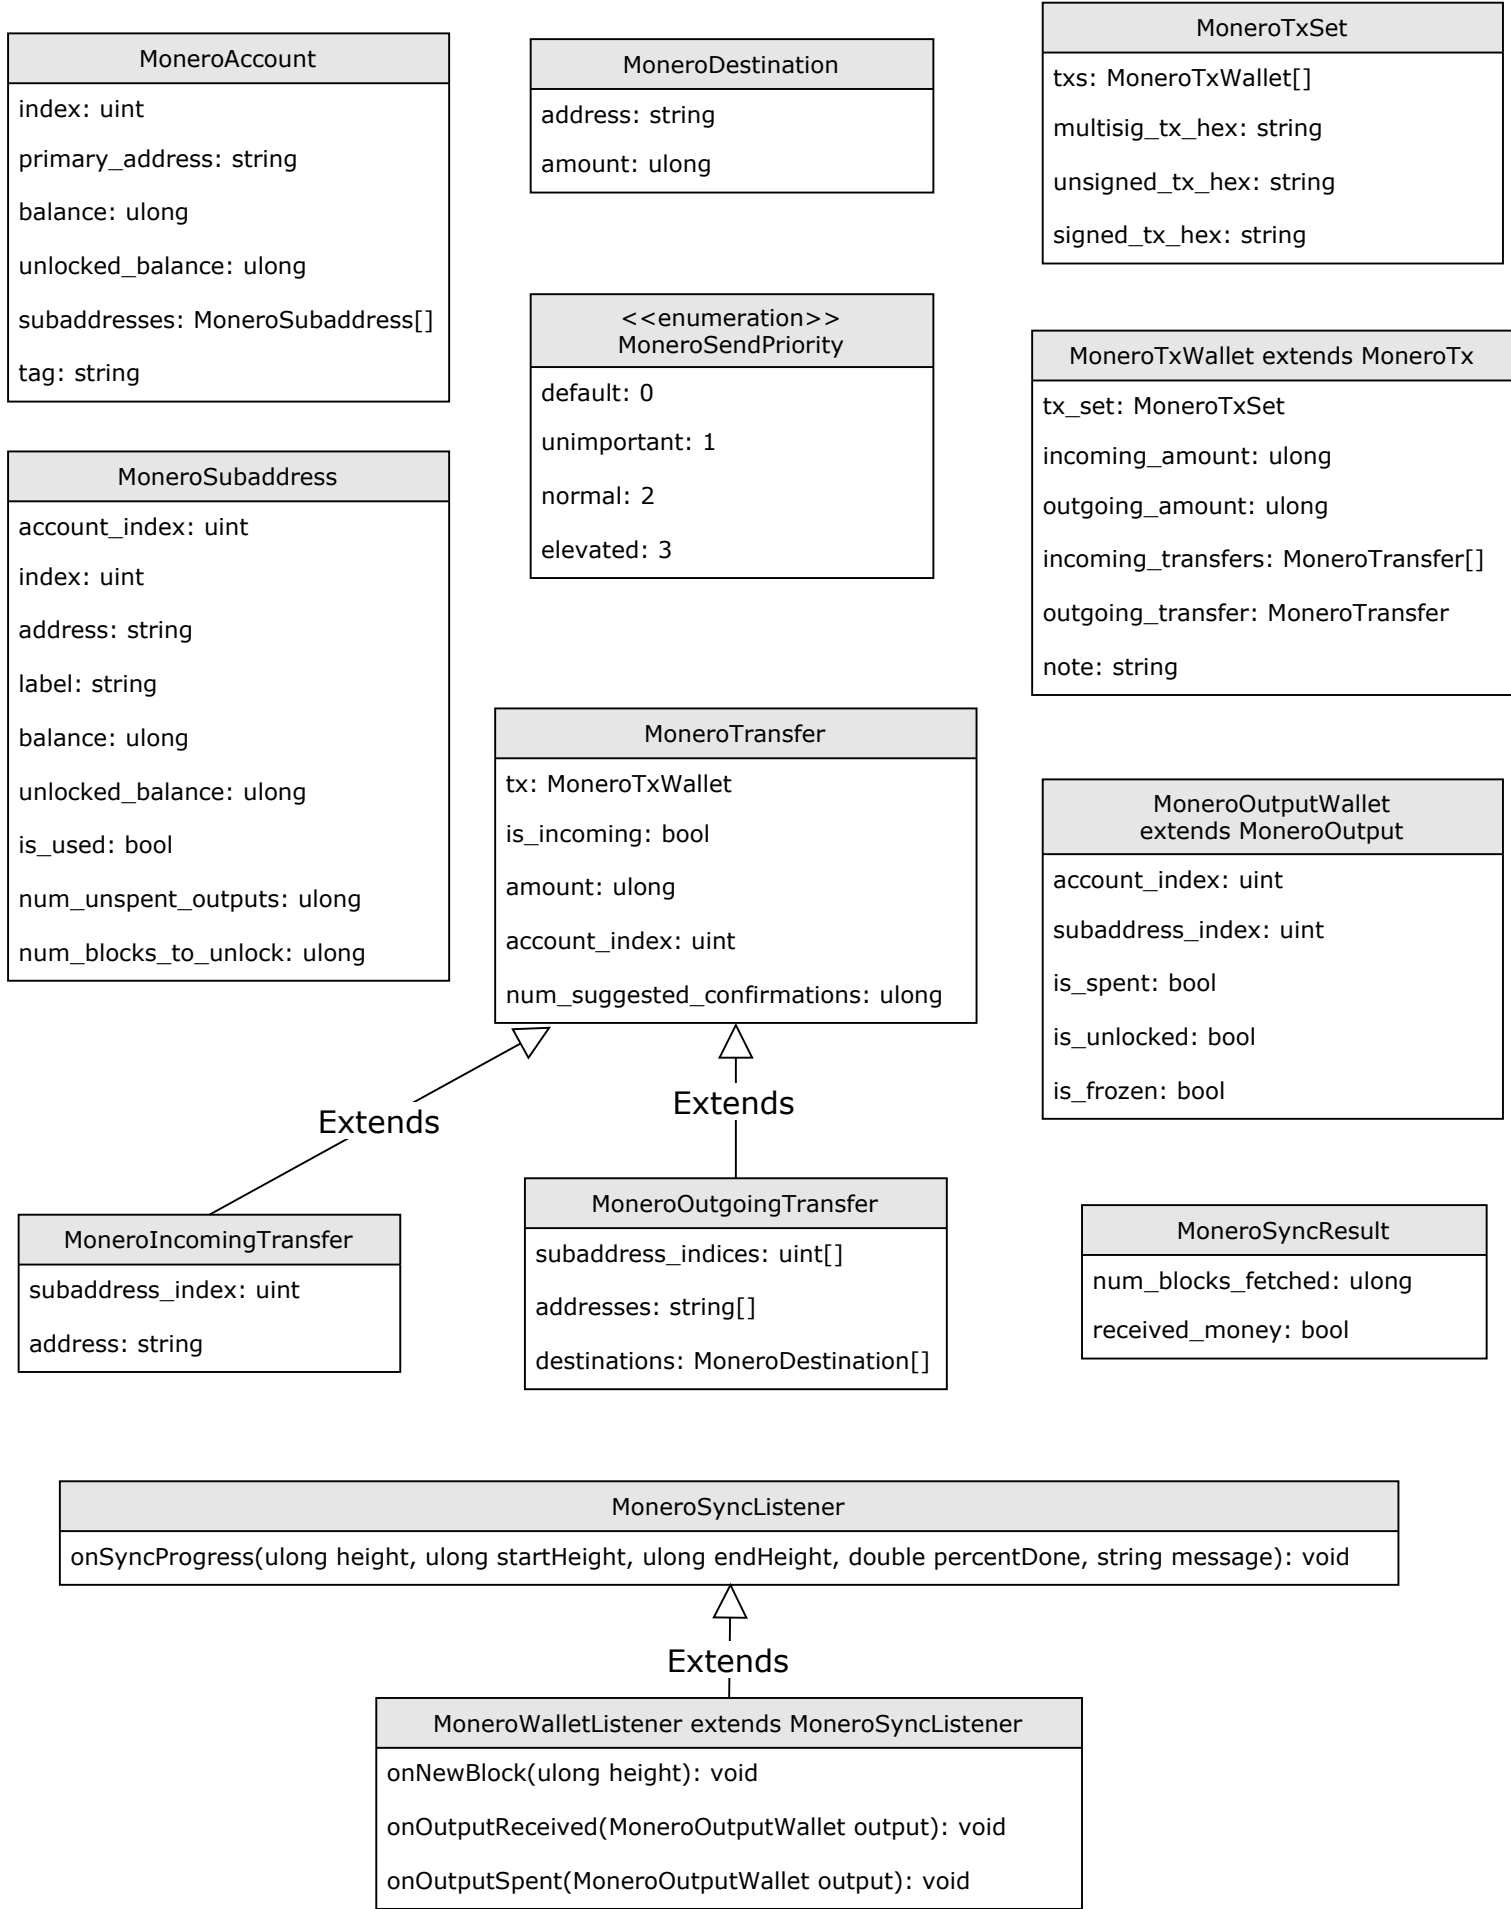 MoneroAccount
index: uint
primary_address: string
balance: ulong
unlocked_balance: ulong
subaddresses: MoneroSubaddress[]
tag: string
MoneroDestination
address: string
amount: ulong
MoneroTxSet
txs: MoneroTxWallet[]
multisig_tx_hex: string
unsigned_tx_hex: string
signed_tx_hex: string
<<enumeration>>
MoneroSendPriority
default: 0
unimportant: 1
normal: 2
elevated: 3
MoneroTxWallet extends MoneroTx
tx_set: MoneroTxSet
incoming_amount: ulong
outgoing_amount: ulong
incoming_transfers: MoneroTransfer[]
outgoing_transfer: MoneroTransfer
note: string
MoneroSubaddress
account_index: uint
index: uint
address: string
label: string
balance: ulong
unlocked_balance: ulong
is_used: bool
num_unspent_outputs: ulong
num_blocks_to_unlock: ulong
MoneroTransfer
tx: MoneroTxWallet
is_incoming: bool
amount: ulong
account_index: uint
num_suggested_confirmations: ulong
MoneroOutputWallet
extends MoneroOutput
account_index: uint
subaddress_index: uint
is_spent: bool
is_unlocked: bool
is_frozen: bool
Extends
Extends
MoneroIncomingTransfer
subaddress_index: uint
address: string
MoneroOutgoingTransfer
subaddress_indices: uint[]
addresses: string[]
destinations: MoneroDestination[]
MoneroSyncResult
num_blocks_fetched: ulong
received_money: bool
MoneroSyncListener
onSyncProgress(ulong height, ulong startHeight, ulong endHeight, double percentDone, string message): void
Extends
MoneroWalletListener extends MoneroSyncListener
onNewBlock(ulong height): void
onOutputReceived(MoneroOutputWallet output): void
onOutputSpent(MoneroOutputWallet output): void